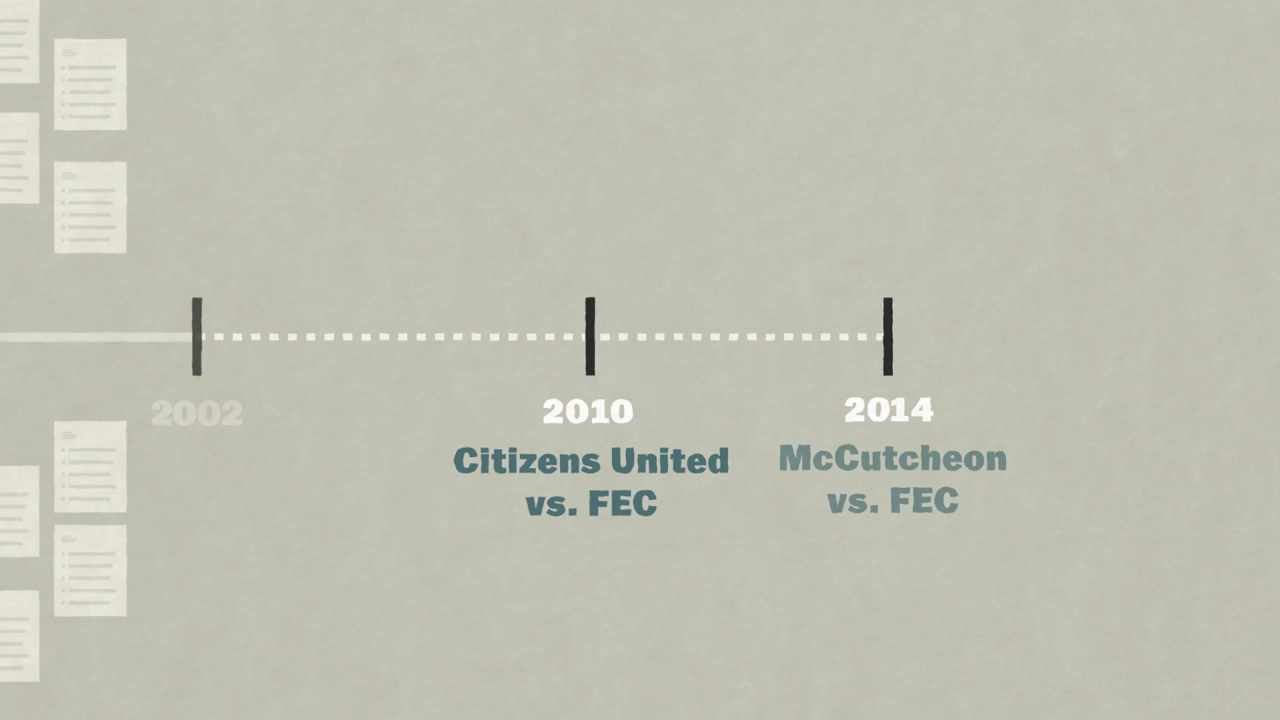 2002
2010
Citizens United
vs. FEC
2014
McCutcheon
vs. FEC